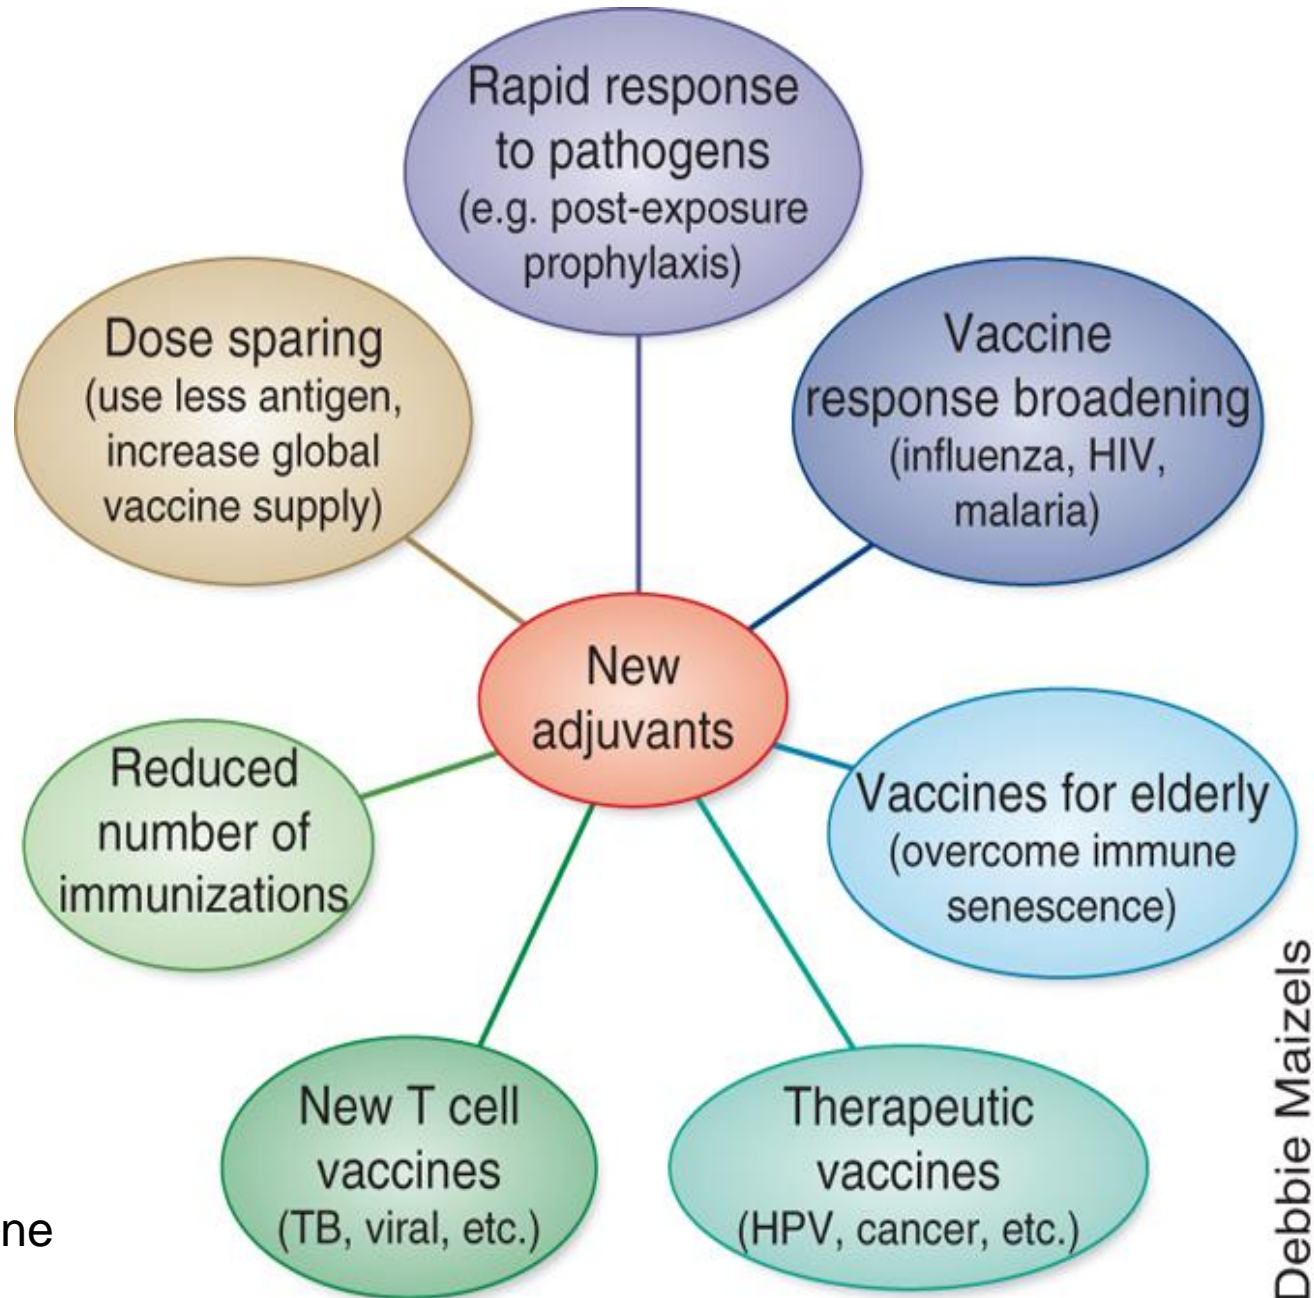 Rapid response
to pathogens
(e.g. post-exposure
prophylaxis)
Dose sparing
(use less antigen,
increase global
vaccine supply)
Vaccine
response broadening
(influenza, HIV,
malaria)
New
adjuvants
Reduced
number of
immunizations
Vaccines for elderly
(overcome immune
senescence)
New T cell
vaccines
(TB, viral, etc.)
Therapeutic
vaccines
(HPV, cancer, etc.)
ne
Debbie Maizels